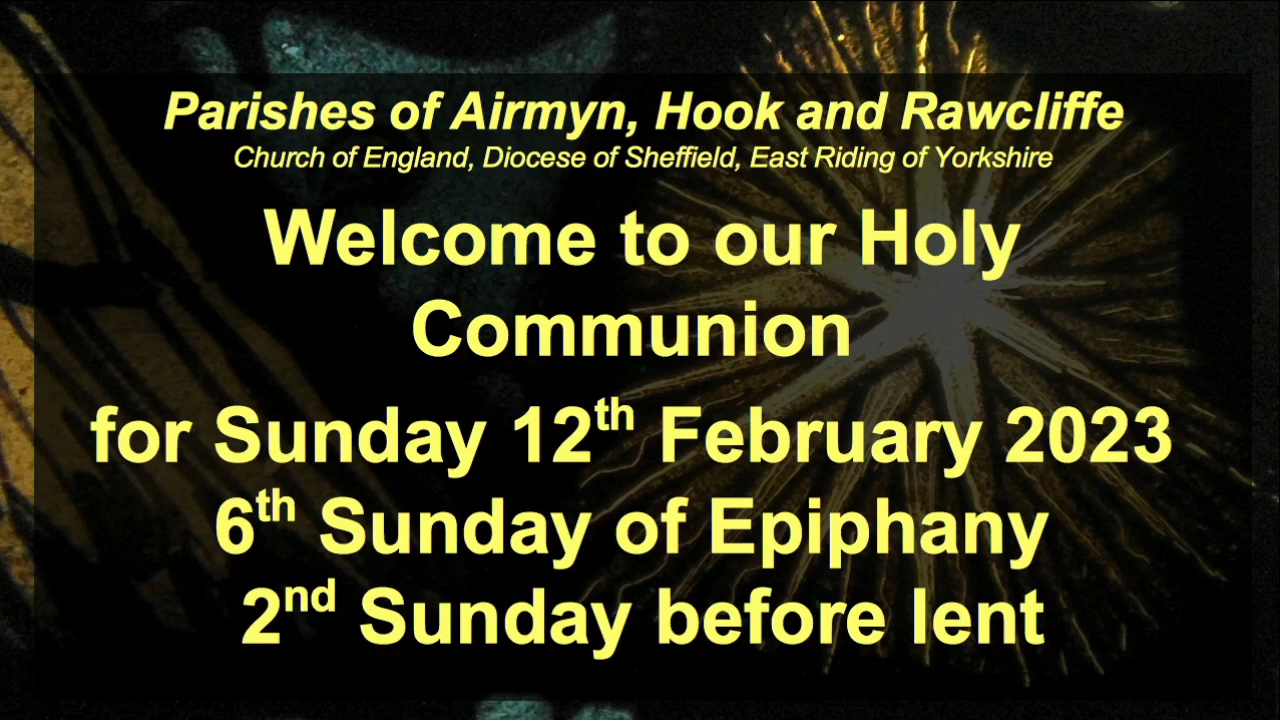 Parishes of Airmyn, Hook and Rawcliffe
Church of England, Diocese of Sheffield, East Riding of Yorkshire
Welcome to our Holy
Communion
for Sunday 12th February 2023
6th Sunday of Epiphany
2nd Sunday before lent